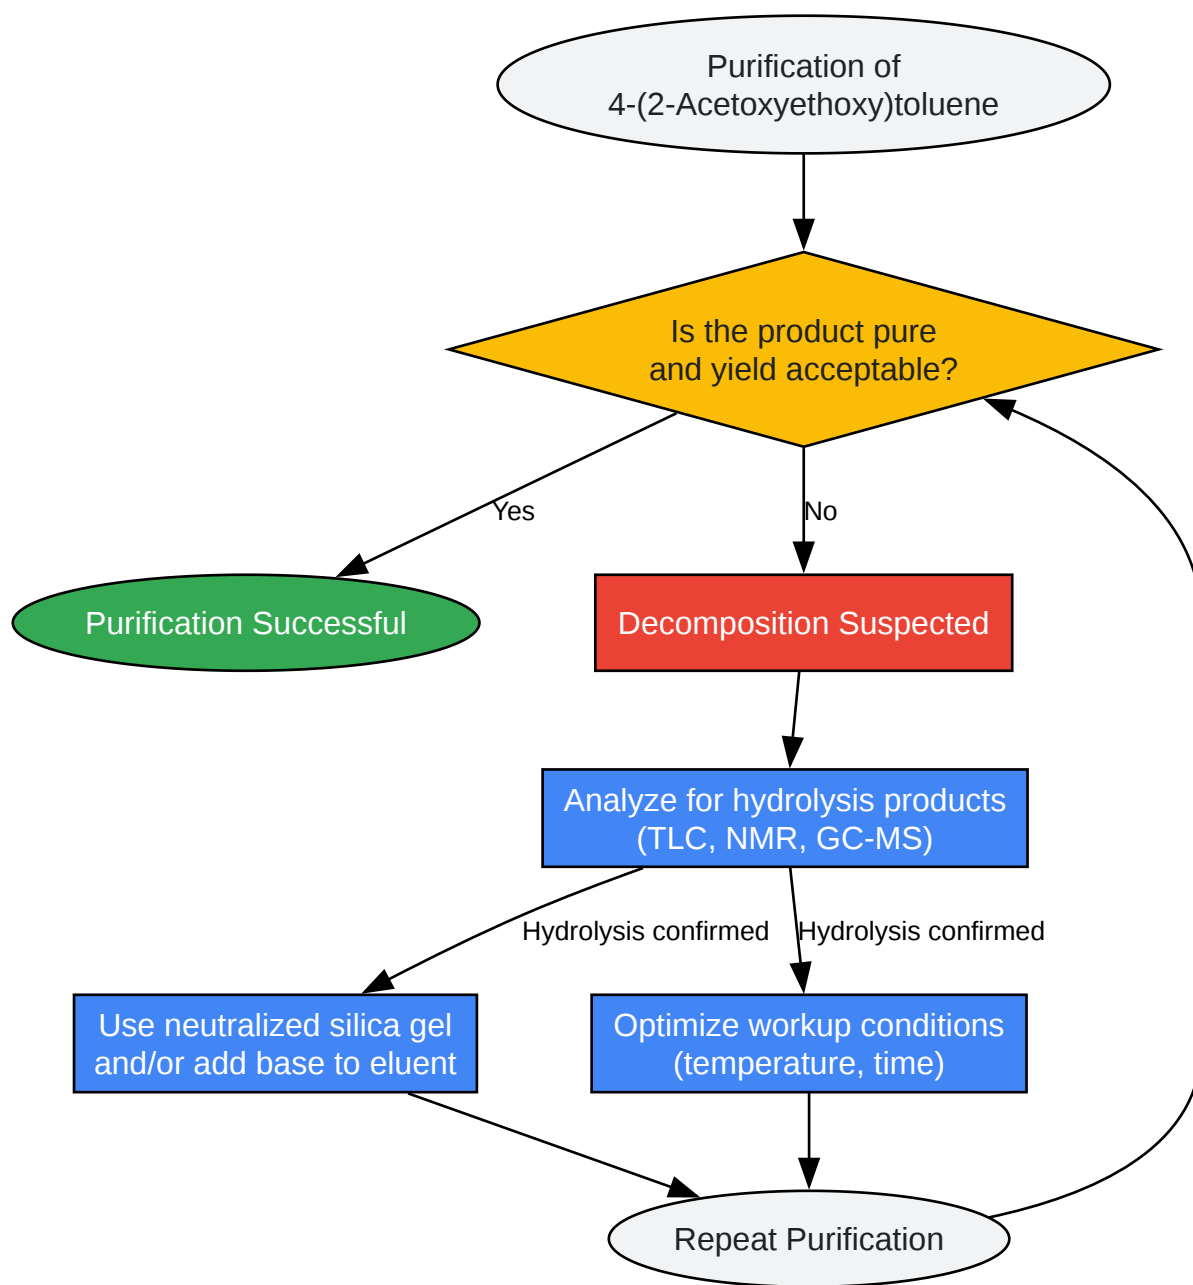 Purification of
4-(2-Acetoxyethoxy)toluene
Is the product pure
and yield acceptable?
Yes
No
Purification Successful
Decomposition Suspected
Analyze for hydrolysis products
(TLC, NMR, GC-MS)
Hydrolysis confirmed
Hydrolysis confirmed
Use neutralized silica gel
and/or add base to eluent
Optimize workup conditions
(temperature, time)
Repeat Purification